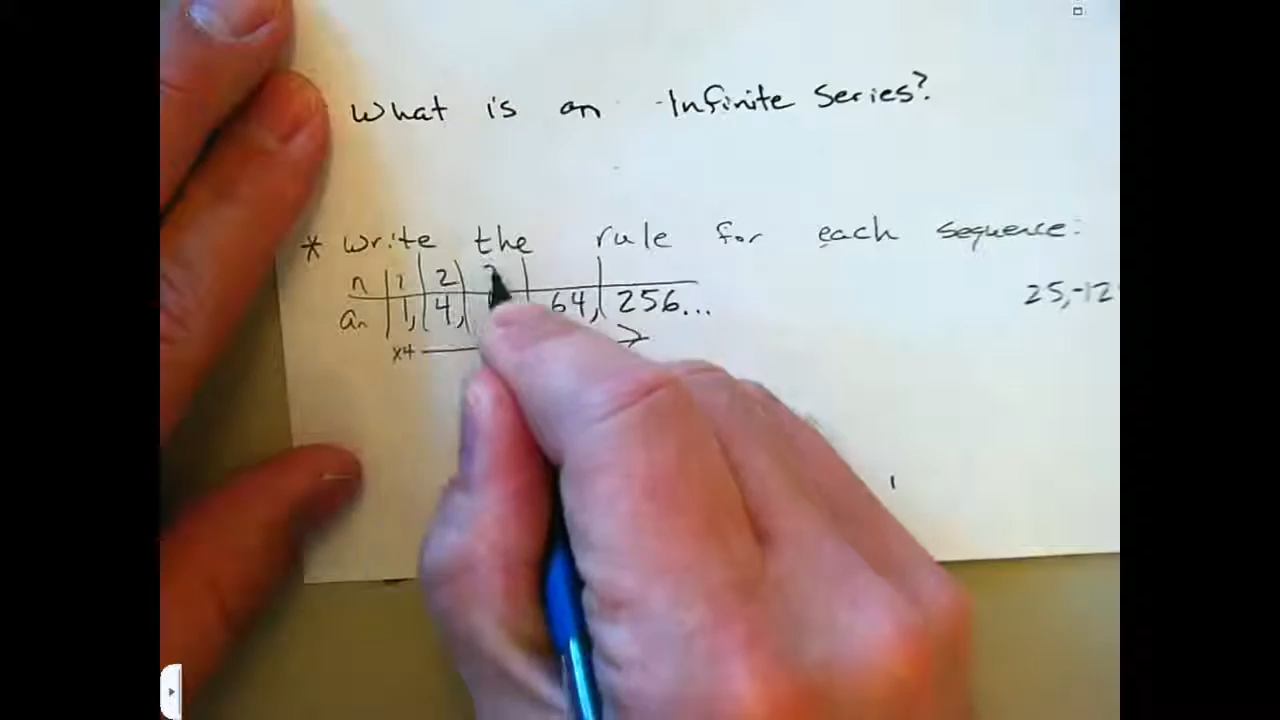 What is an Infinite Series?
* Write the rule for each sequence:
n 1 2
an 1, 4, 64, 256...
25, -12
x4